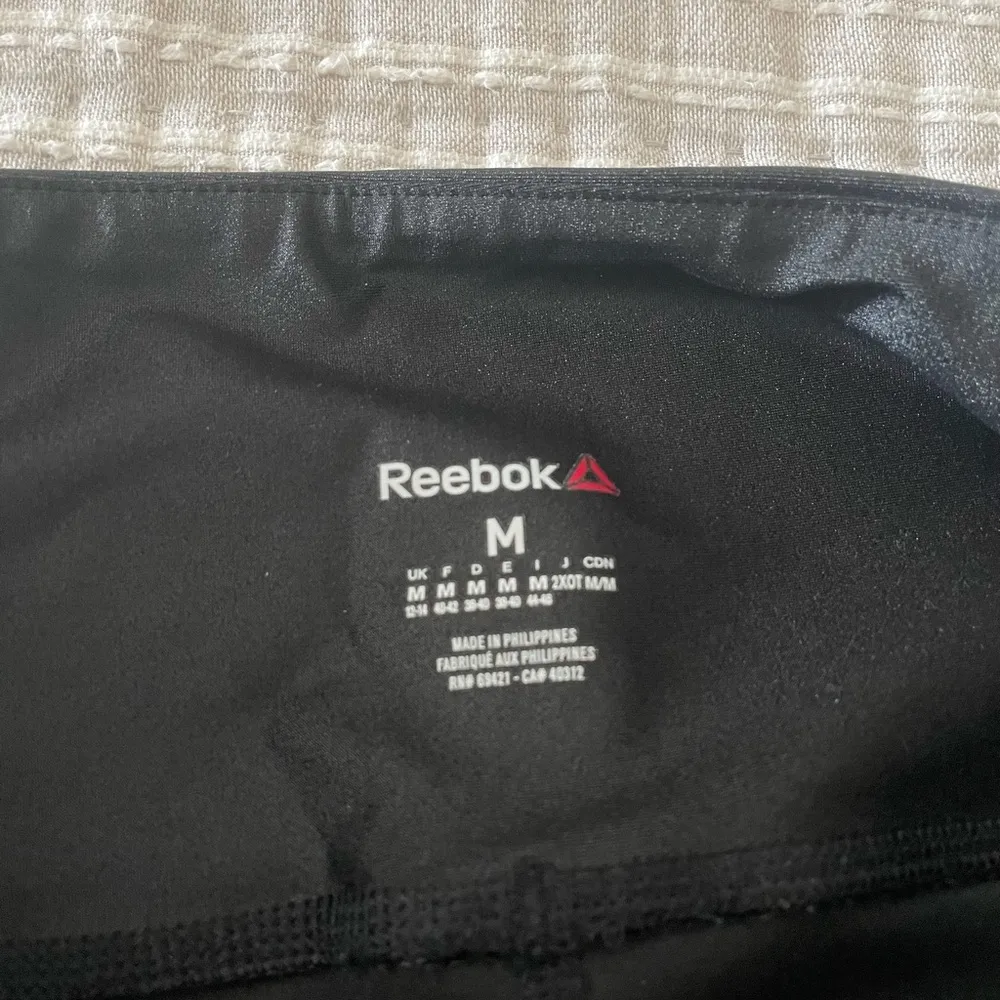 Reebok
M
UK F D E I J CDN
M M M M M 2XOT M/M
12-14 40-42 38-40 38-40 44-46
MADE IN PHILIPPINES
FABRIQUÉ AUX PHILIPPINES
RN# 69421 - CA# 40312